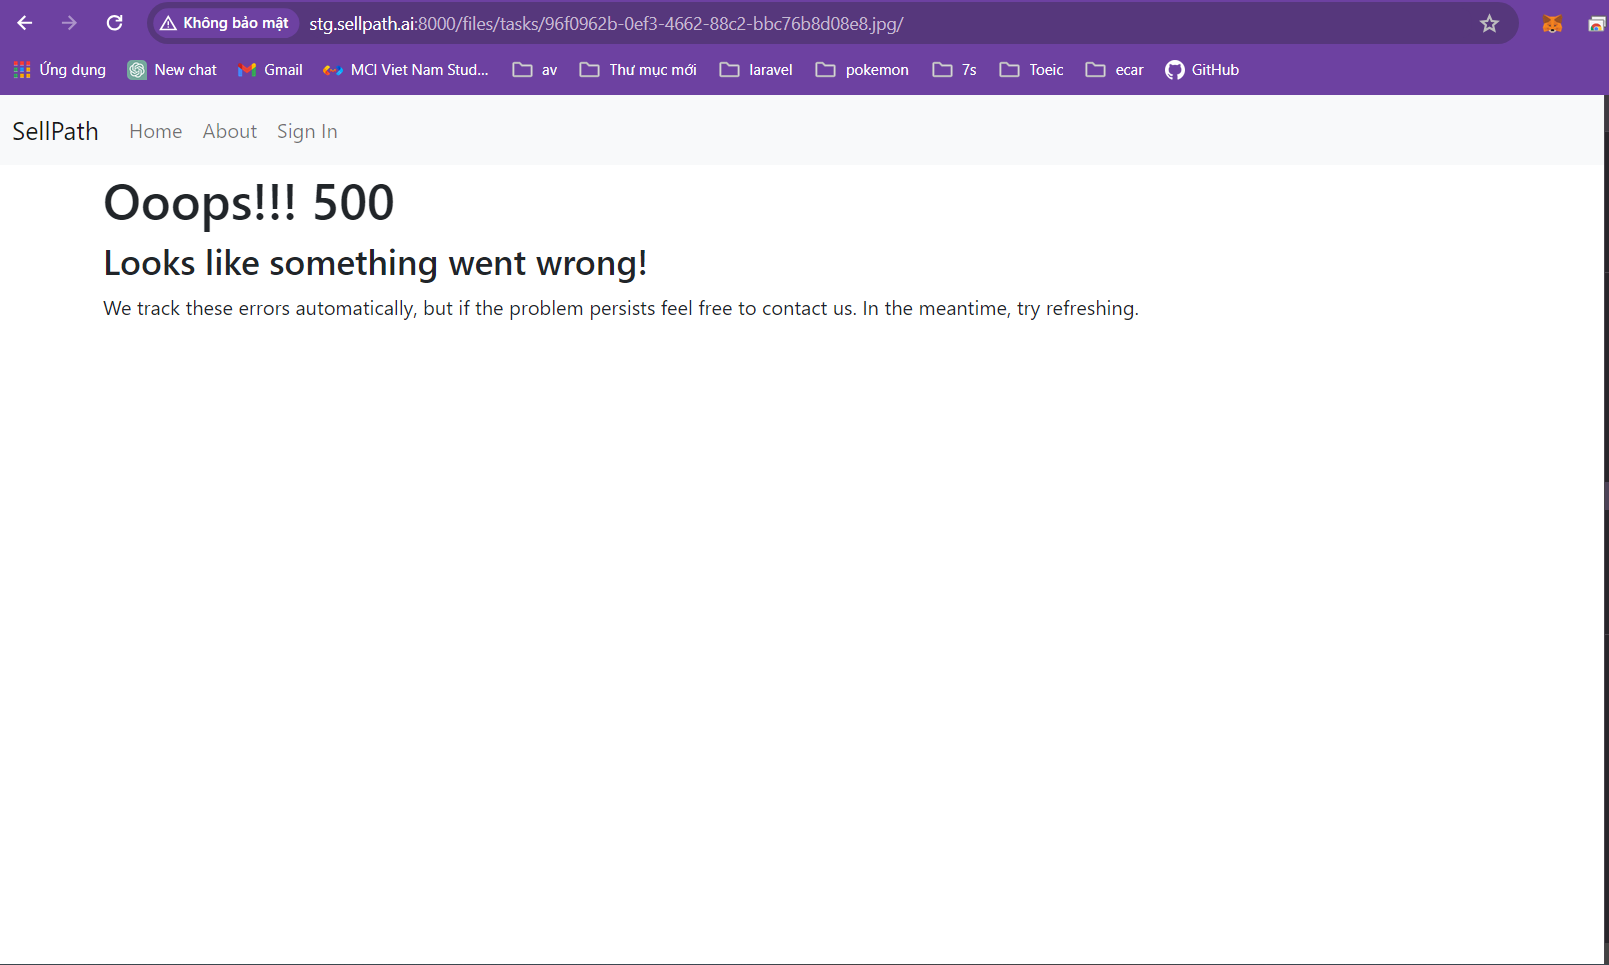 Không bảo mật
stg.sellpath.ai:8000/files/tasks/96f0962b-0ef3-4662-88c2-bbc76b8d08e8.jpg/
Ứng dụng New chat Gmail MCI Viet Nam Stud... av Thư mục mới laravel pokemon 7s Toeic ecar GitHub
SellPath Home About Sign In
Ooops!!! 500
Looks like something went wrong!
We track these errors automatically, but if the problem persists feel free to contact us. In the meantime, try refreshing.